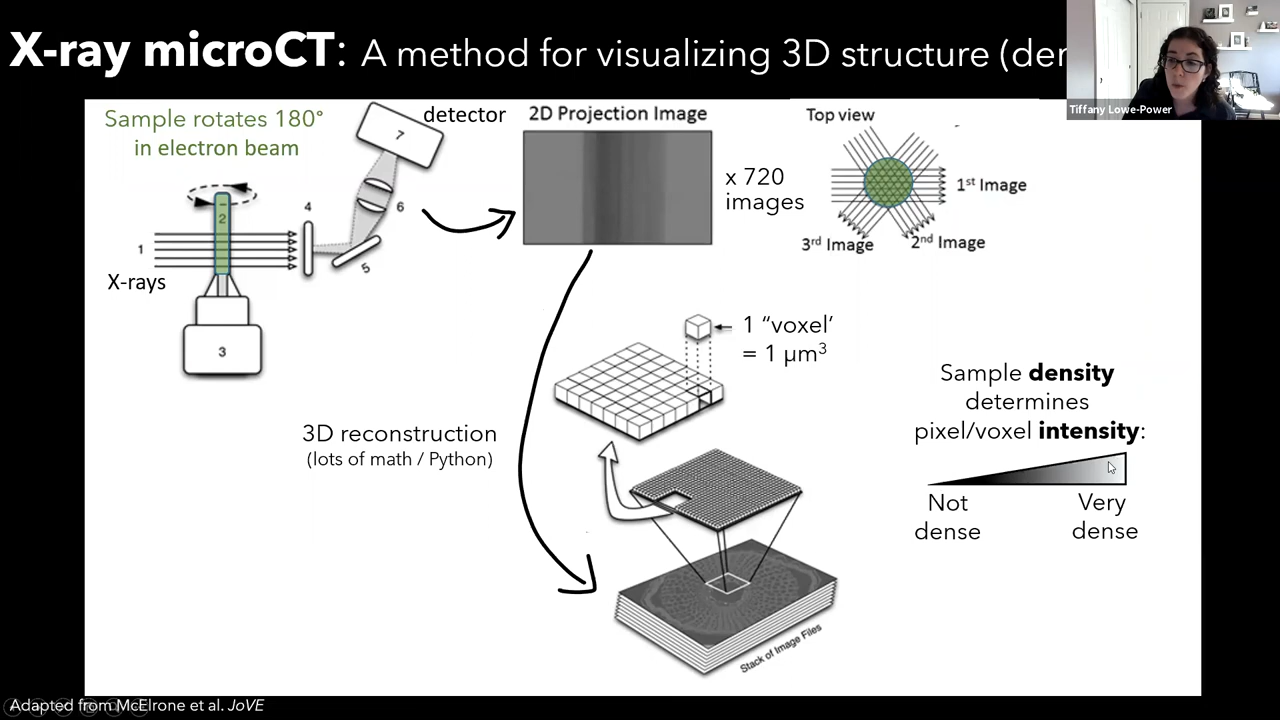 X-ray microCT: A method for visualizing 3D structure (den
Tiffany Lowe-Power
Sample rotates 180°
in electron beam
detector
7
2D Projection Image
Top view
x 720
images
1st Image
3rd Image
2nd Image
1
2
3
4
5
6
X-rays
1 “voxel’
= 1 µm3
3D reconstruction
(lots of math / Python)
Sample density
determines
pixel/voxel intensity:
Not
dense
Very
dense
Stack of Image Files
Adapted from McElrone et al. JoVE